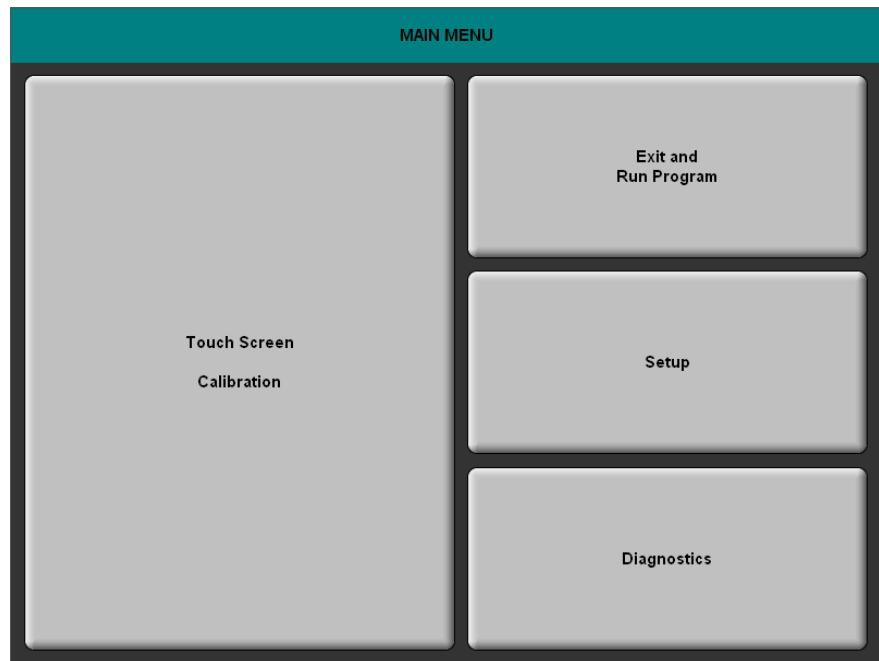 MAIN MENU
Touch Screen
Calibration
Exit and
Run Program
Setup
Diagnostics